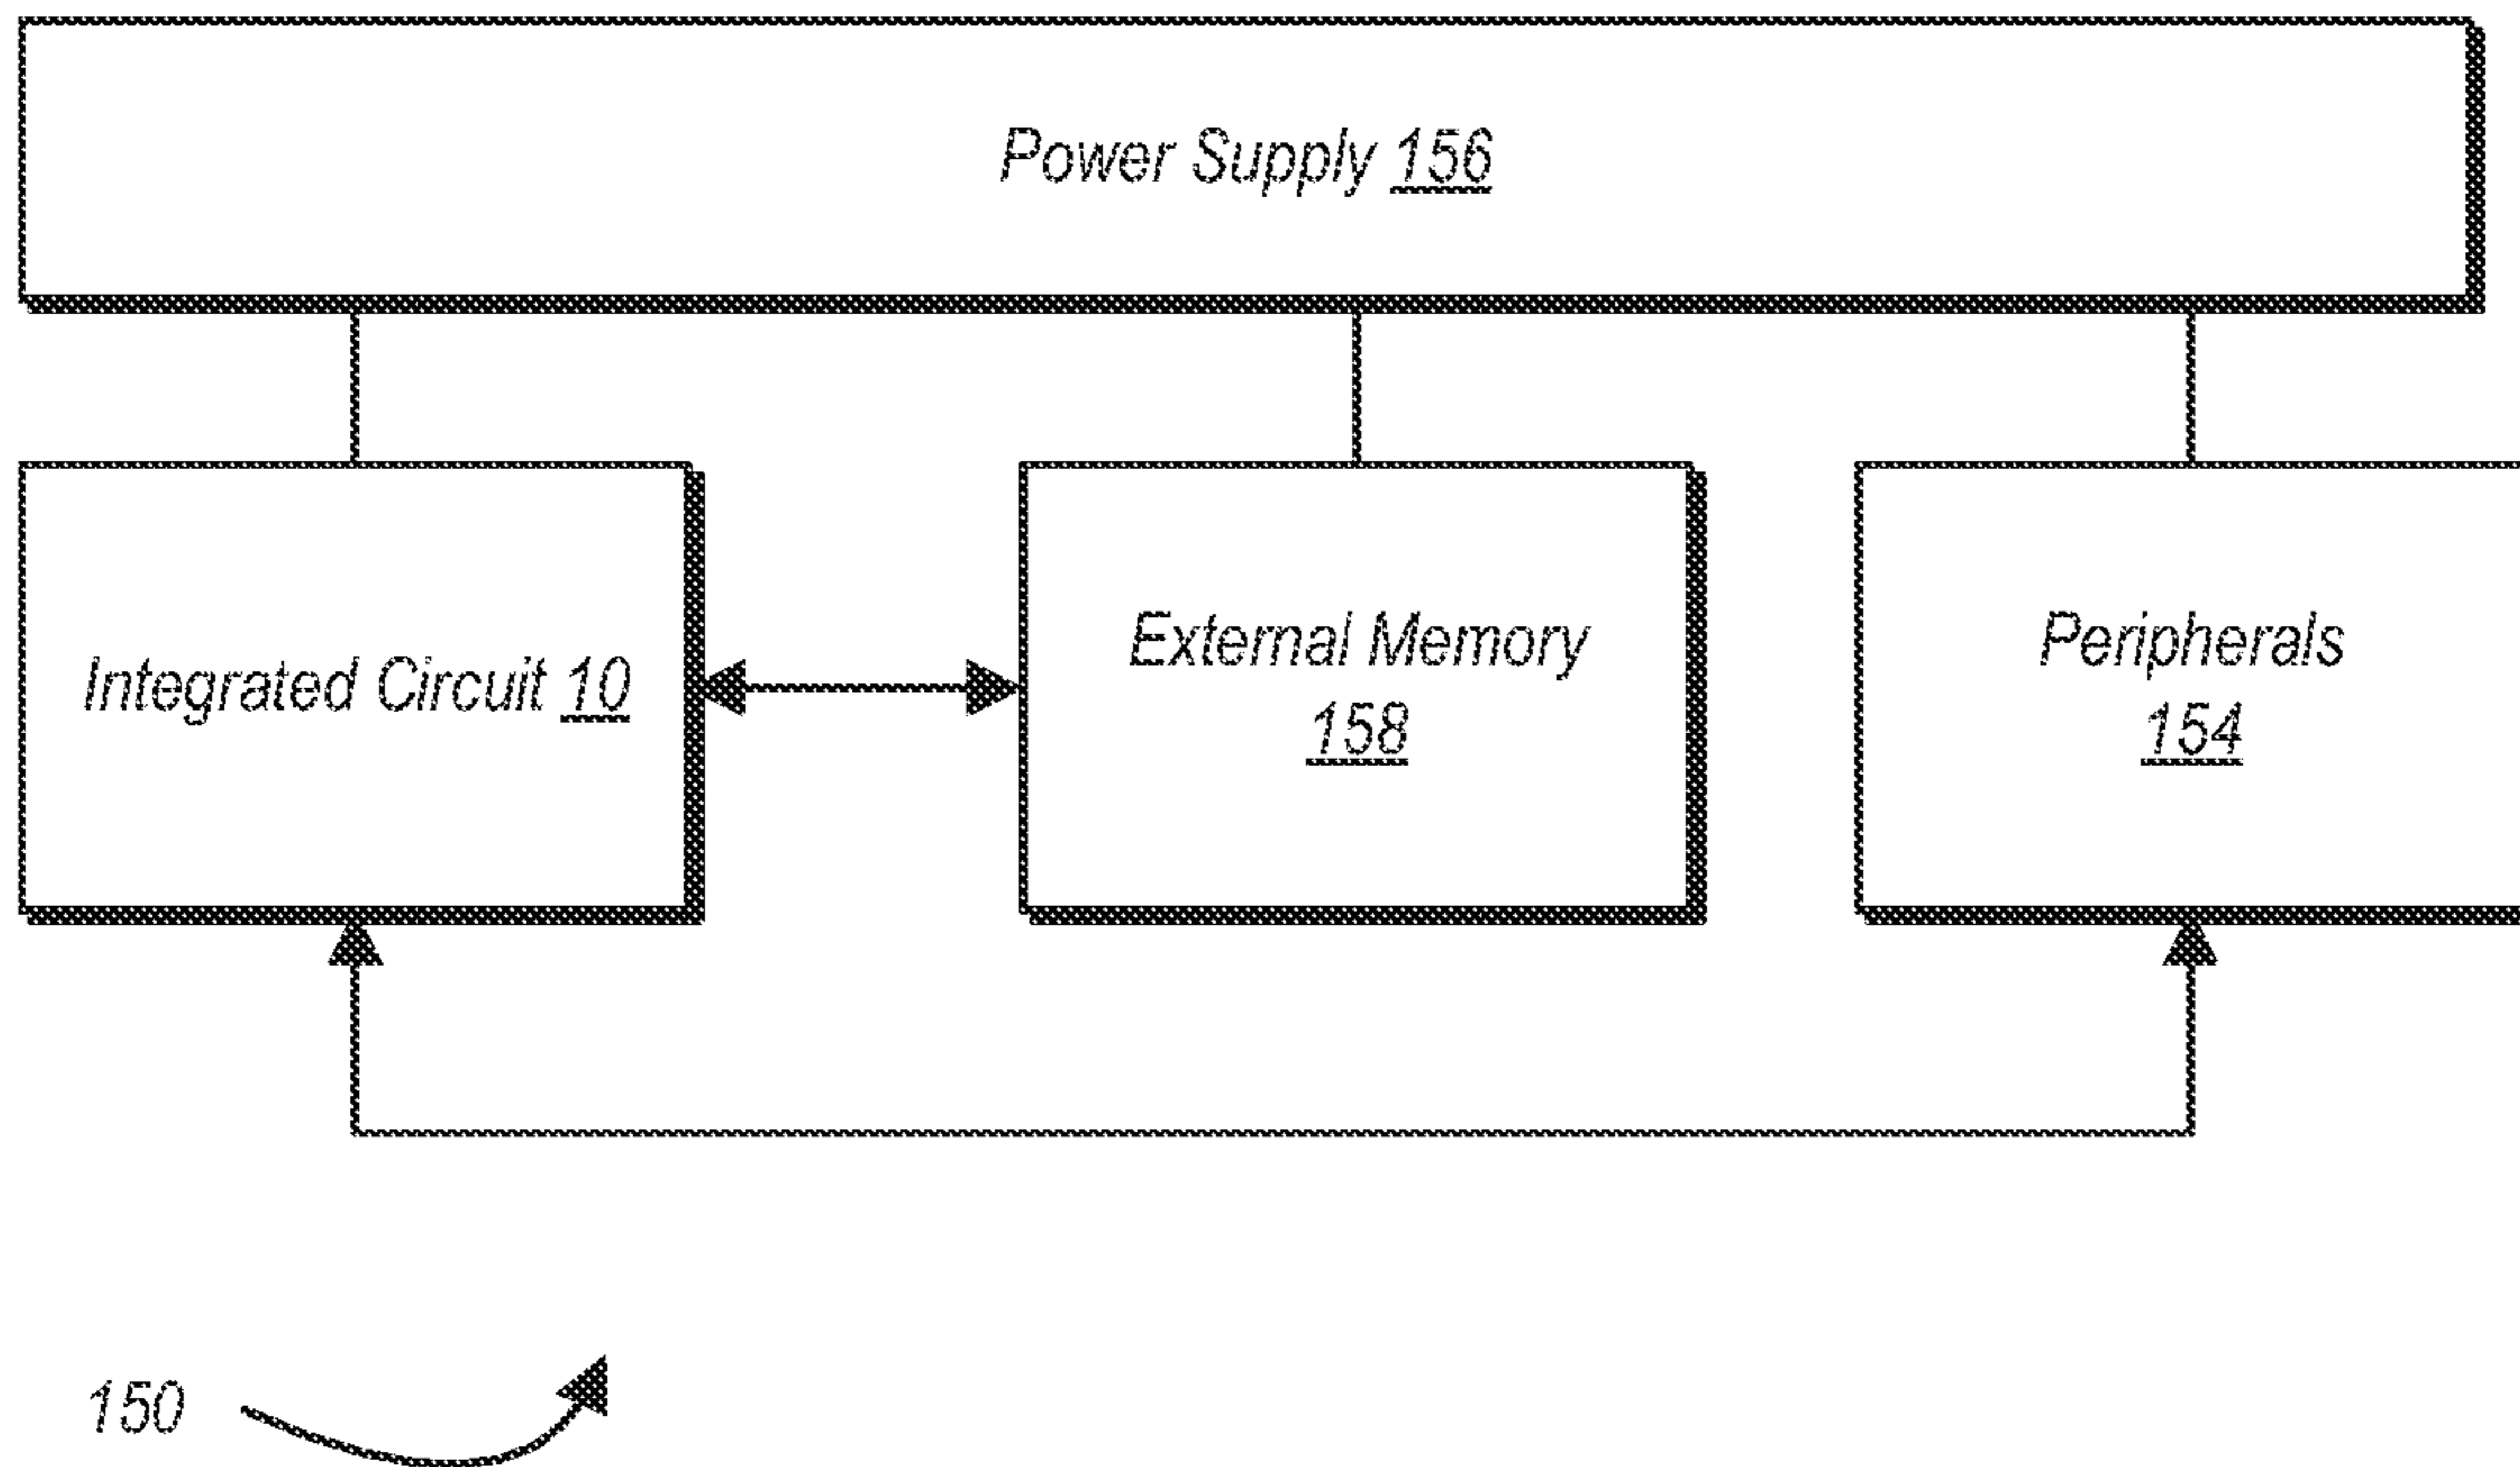 Power Supply 156
Integrated Circuit 10
External Memory
158
Peripherals
154
150